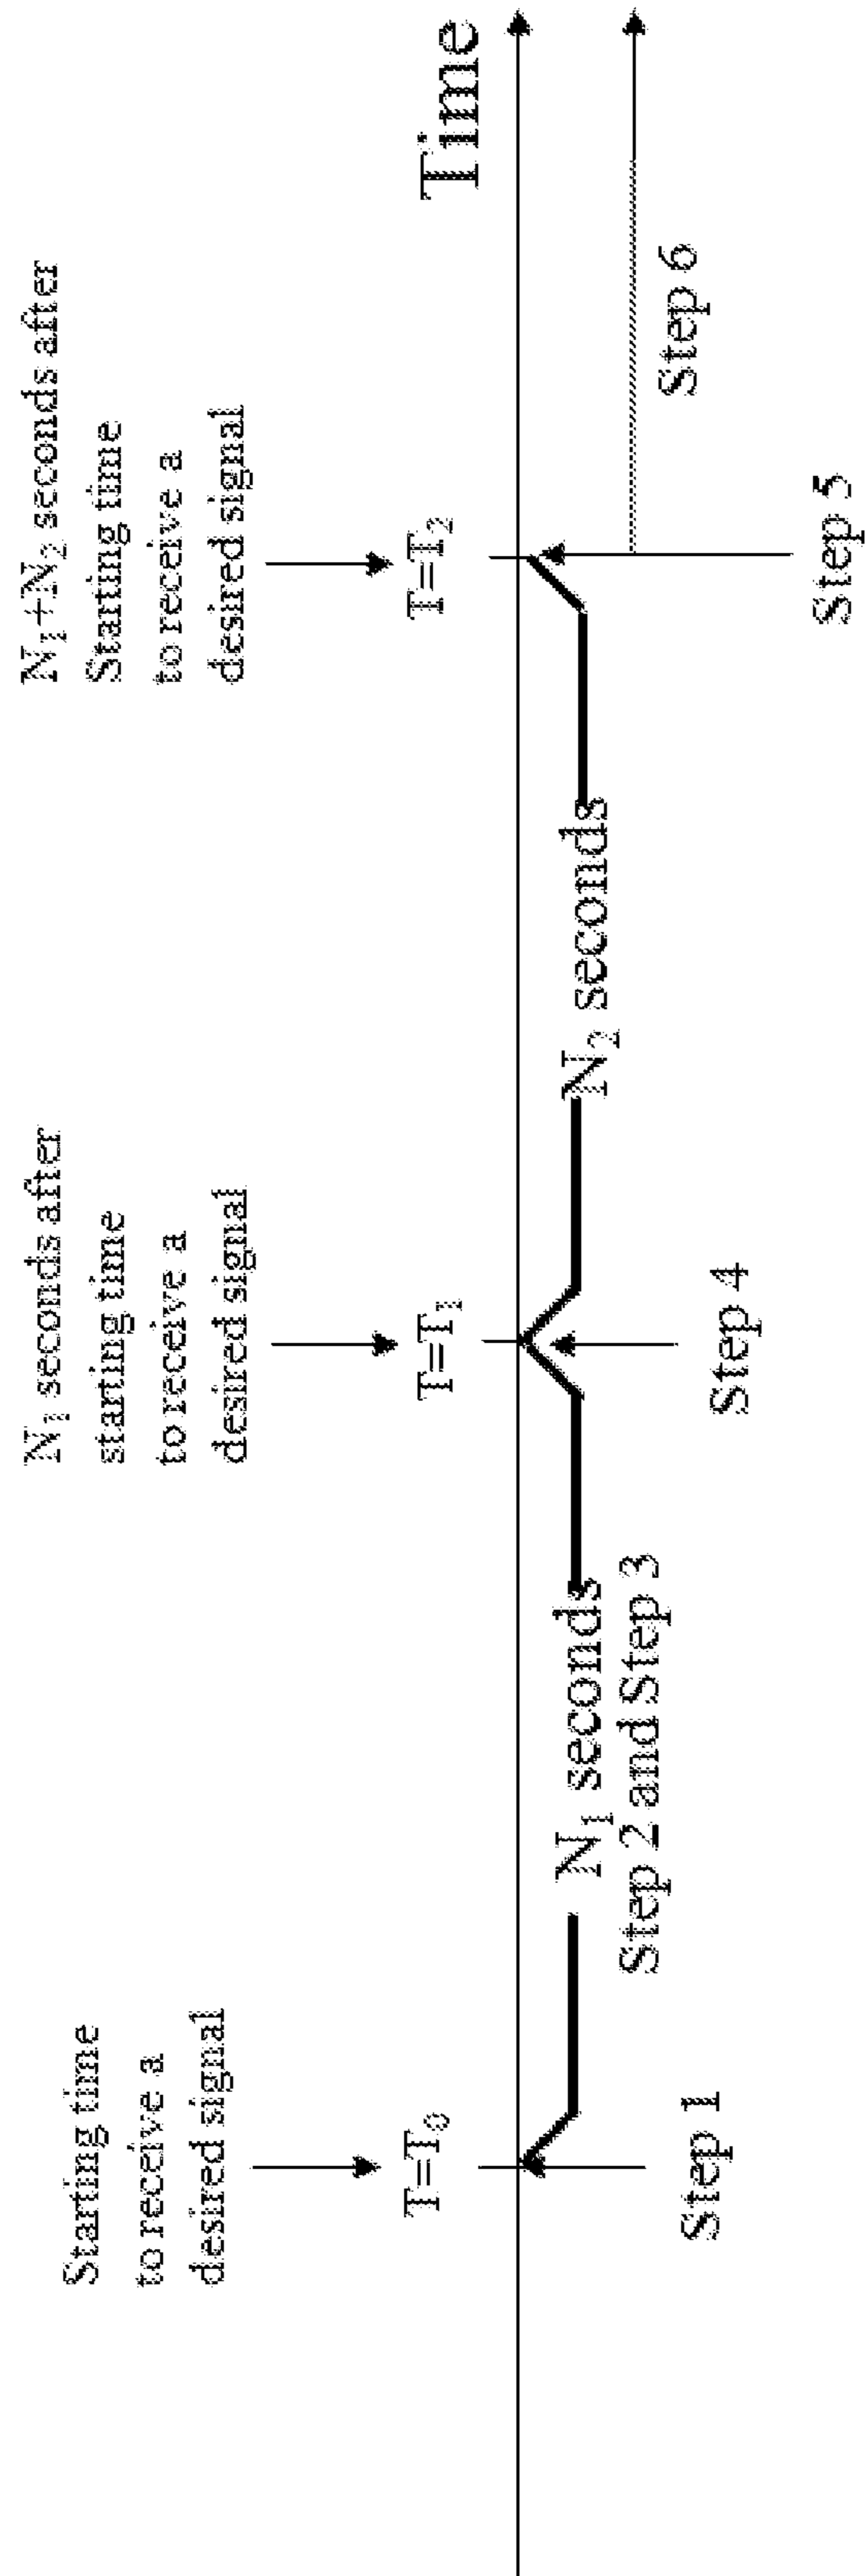 Starting time
to receive a
desired signal
N₁ seconds after
starting time
to receive a
desired signal
N₁+N₂ seconds after
Starting time
to receive a
desired signal
T=T₀
T=T₁
T=T₂
Time
N₁ seconds
Step 2 and Step 3
N₂ seconds
Step 1
Step 4
Step 5
Step 6